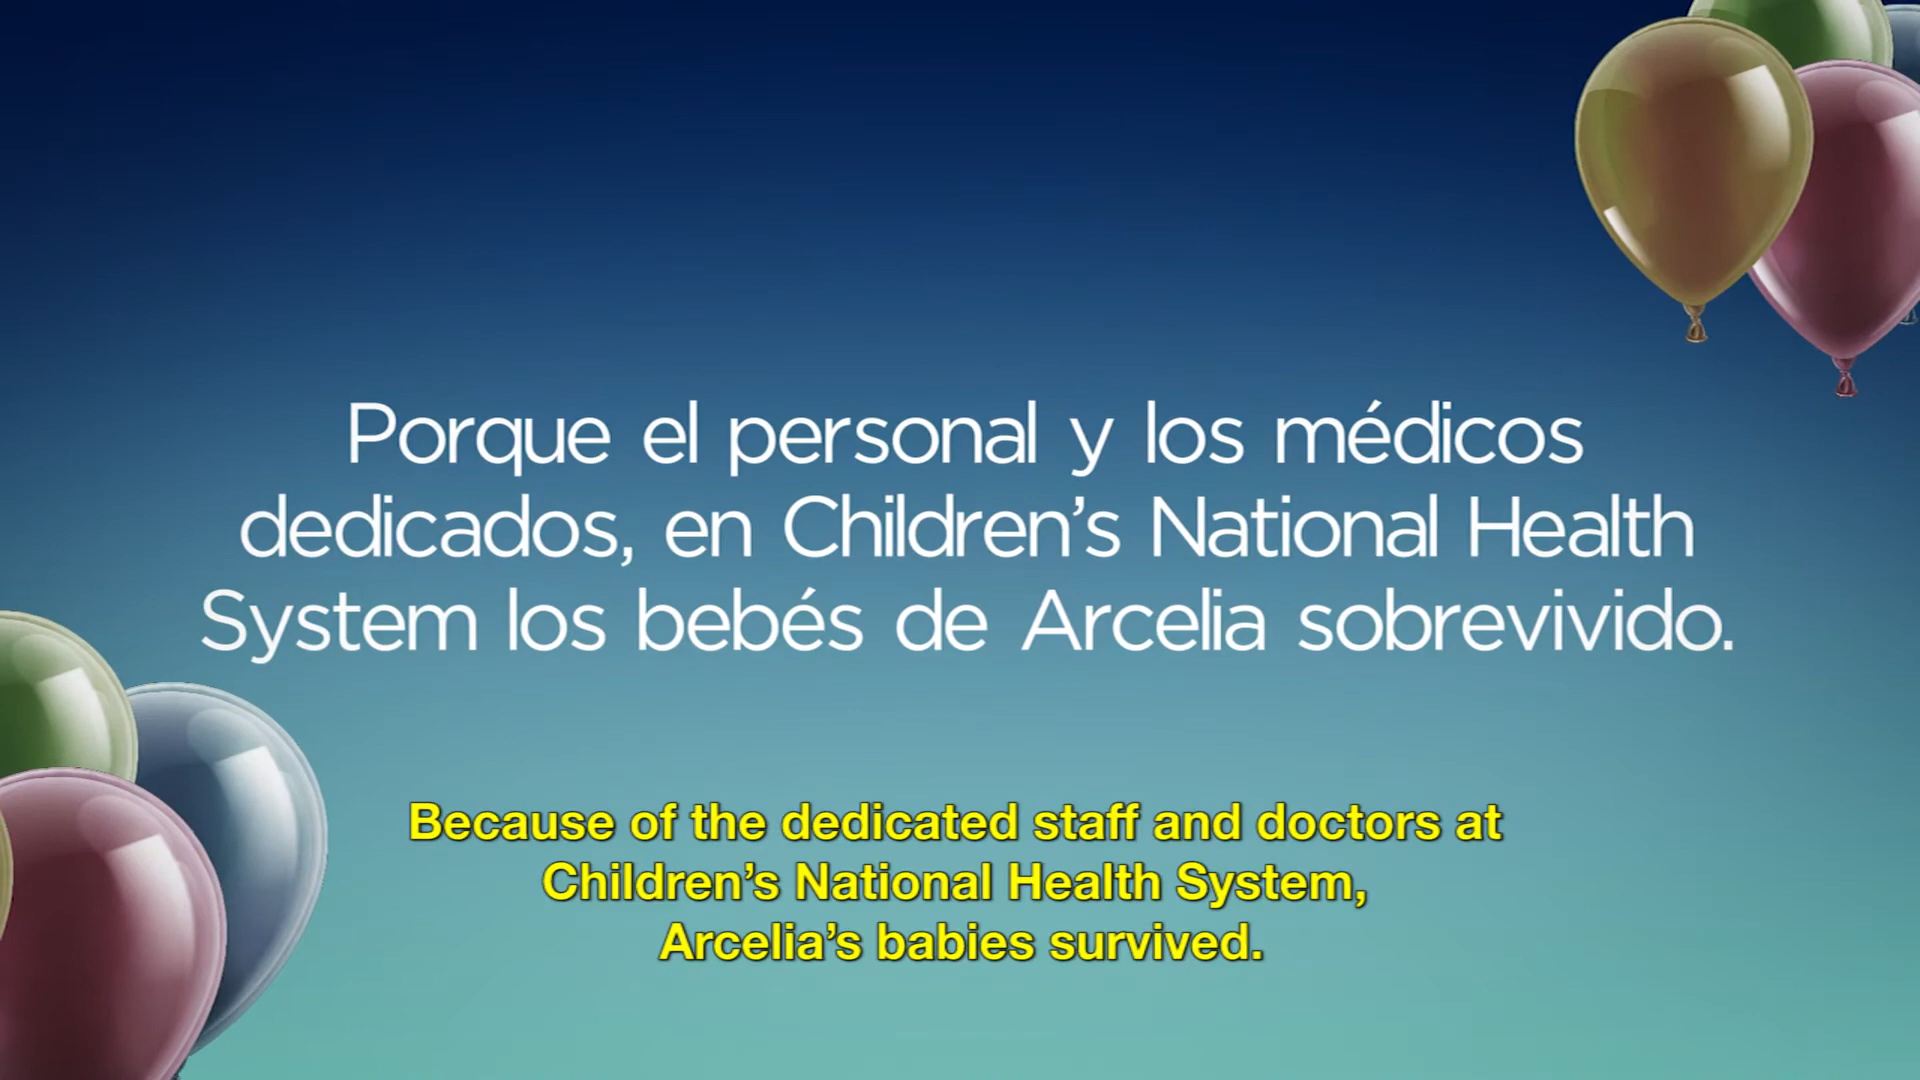 Porque el personal y los médicos
dedicados, en Children’s National Health
System los bebés de Arcelia sobrevivido.
Because of the dedicated staff and doctors at
Children’s National Health System,
Arcelia’s babies survived.